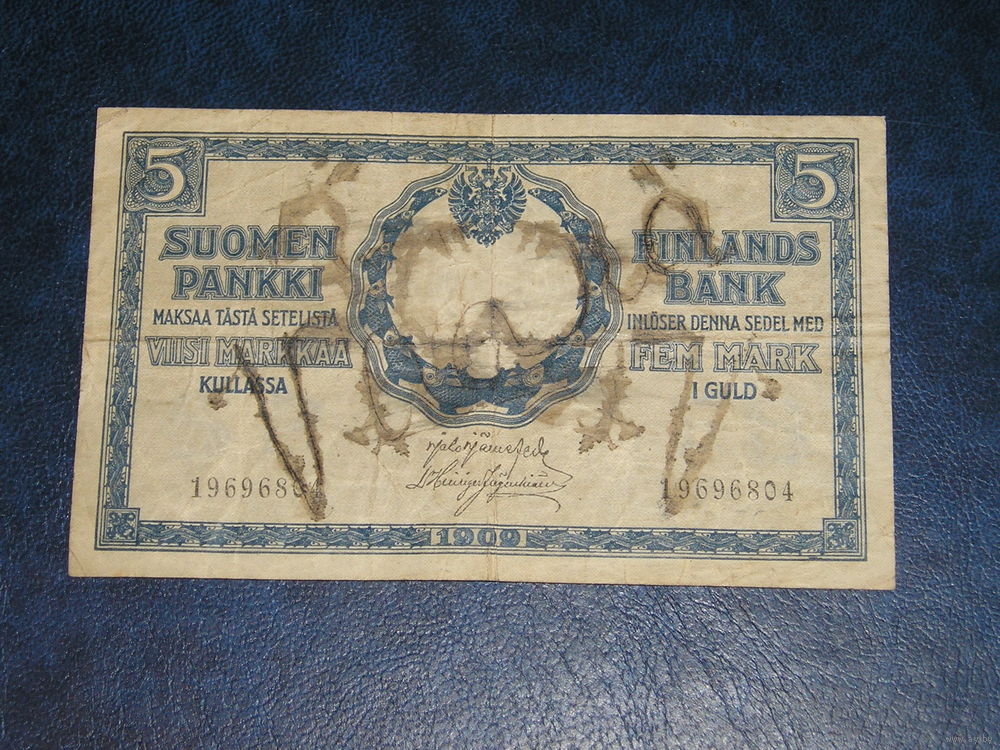 5 5
SUOMEN
PANKKI
MAKSAA TÄSTÄ SETELISTÄ
VIISI MARKKAA
KULLASSA
FINLANDS
BANK
INLÖSER DENNA SEDEL MED
FEM MARK
I GULD
19696804 19696804
1909